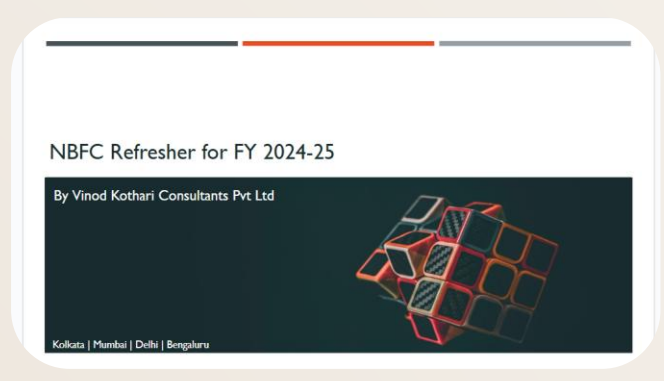 NBFC Refresher for FY 2024-25
By Vinod Kothari Consultants Pvt Ltd
Kolkata | Mumbai | Delhi | Bengaluru